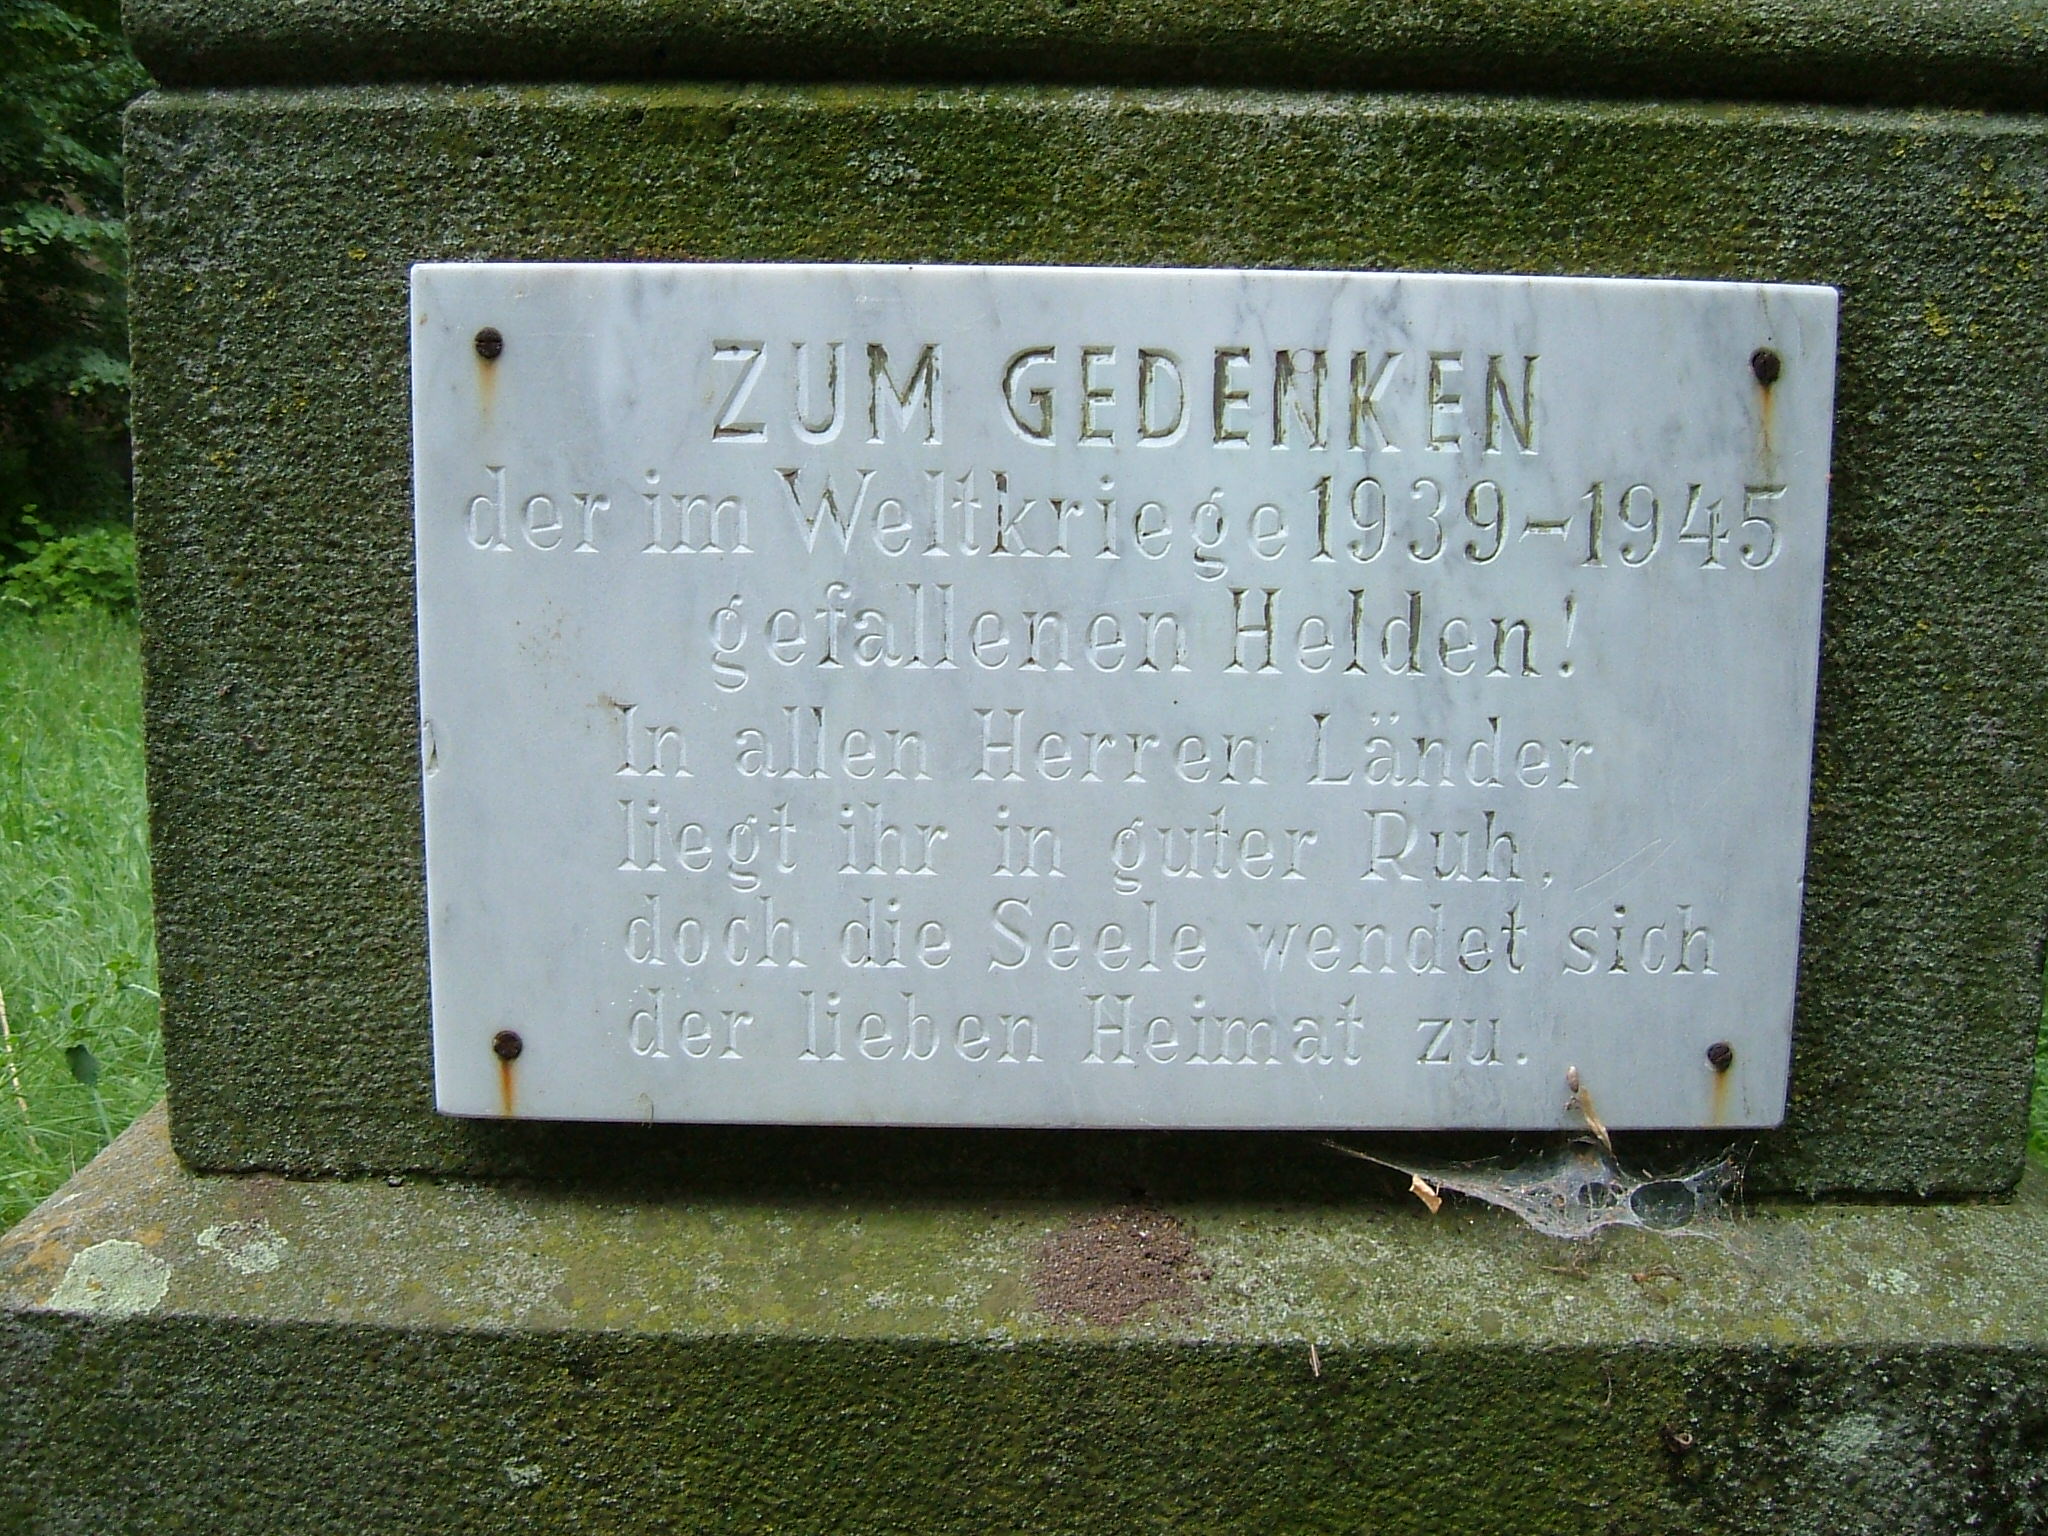 ZUM GEDENKEN
der im Weltkriege 1939-1945
gefallenen Helden!
In allen Herren Länder
liegt ihr in guter Ruh,
doch die Seele wendet sich
der lieben Heimat zu.